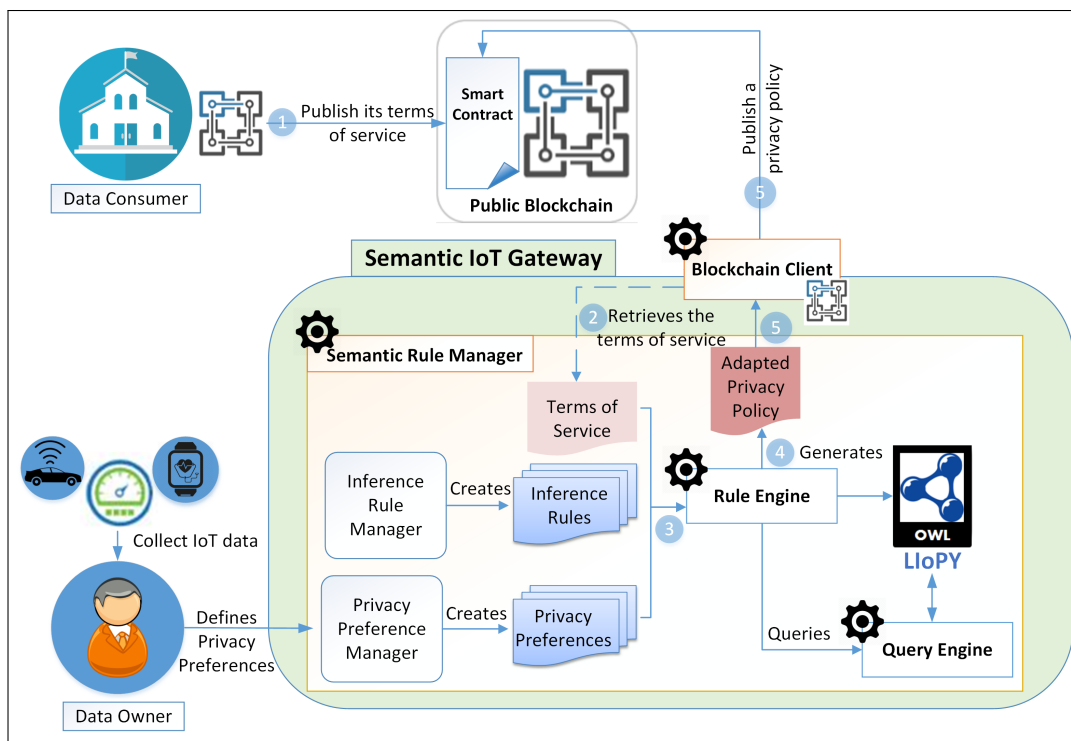 Data Consumer
1
Publish its terms
of service
Smart
Contract
Public Blockchain
Publish a
privacy policy
5
Semantic IoT Gateway
Blockchain Client
2
Retrieves the
terms of service
5
Semantic Rule Manager
Adapted
Privacy
Policy
Terms of
Service
4
Generates
Inference
Rule
Manager
Creates
Inference
Rules
3
Rule Engine
OWL
LIoPY
Collect IoT data
Defines
Privacy
Preferences
Privacy
Preference
Manager
Creates
Privacy
Preferences
Queries
Query Engine
Data Owner